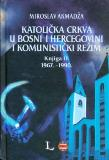 MIROSLAV AKMADŽA
KATOLIČKA CRKVA
U BOSNI I HERCEGOVINI
I KOMUNISTIČKI REŽIM
Knjiga II.
1967. -1990.
L